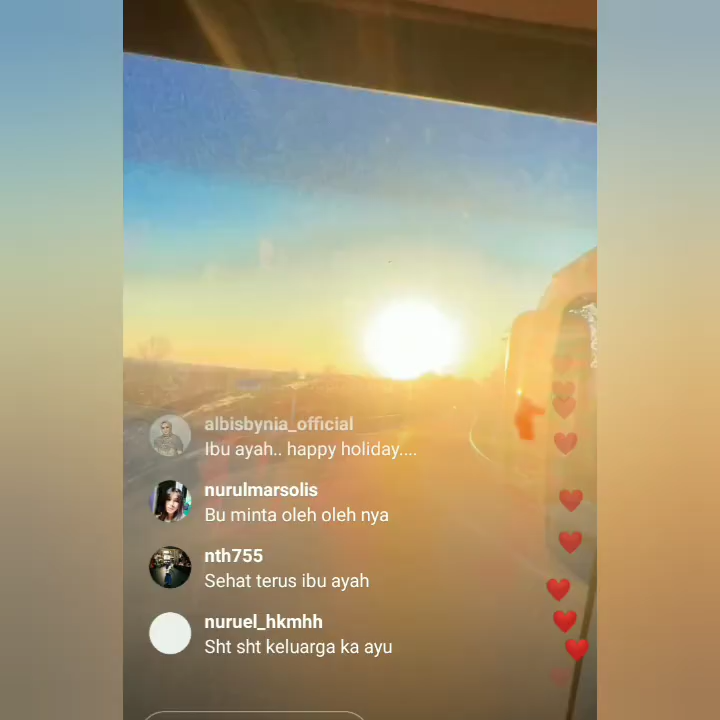 albisbynia_official
Ibu ayah.. happy holiday....
nurulmarsolis
Bu minta oleh oleh nya
nth755
Sehat terus ibu ayah
nuruel_hkmhh
Sht sht keluarga ka ayu